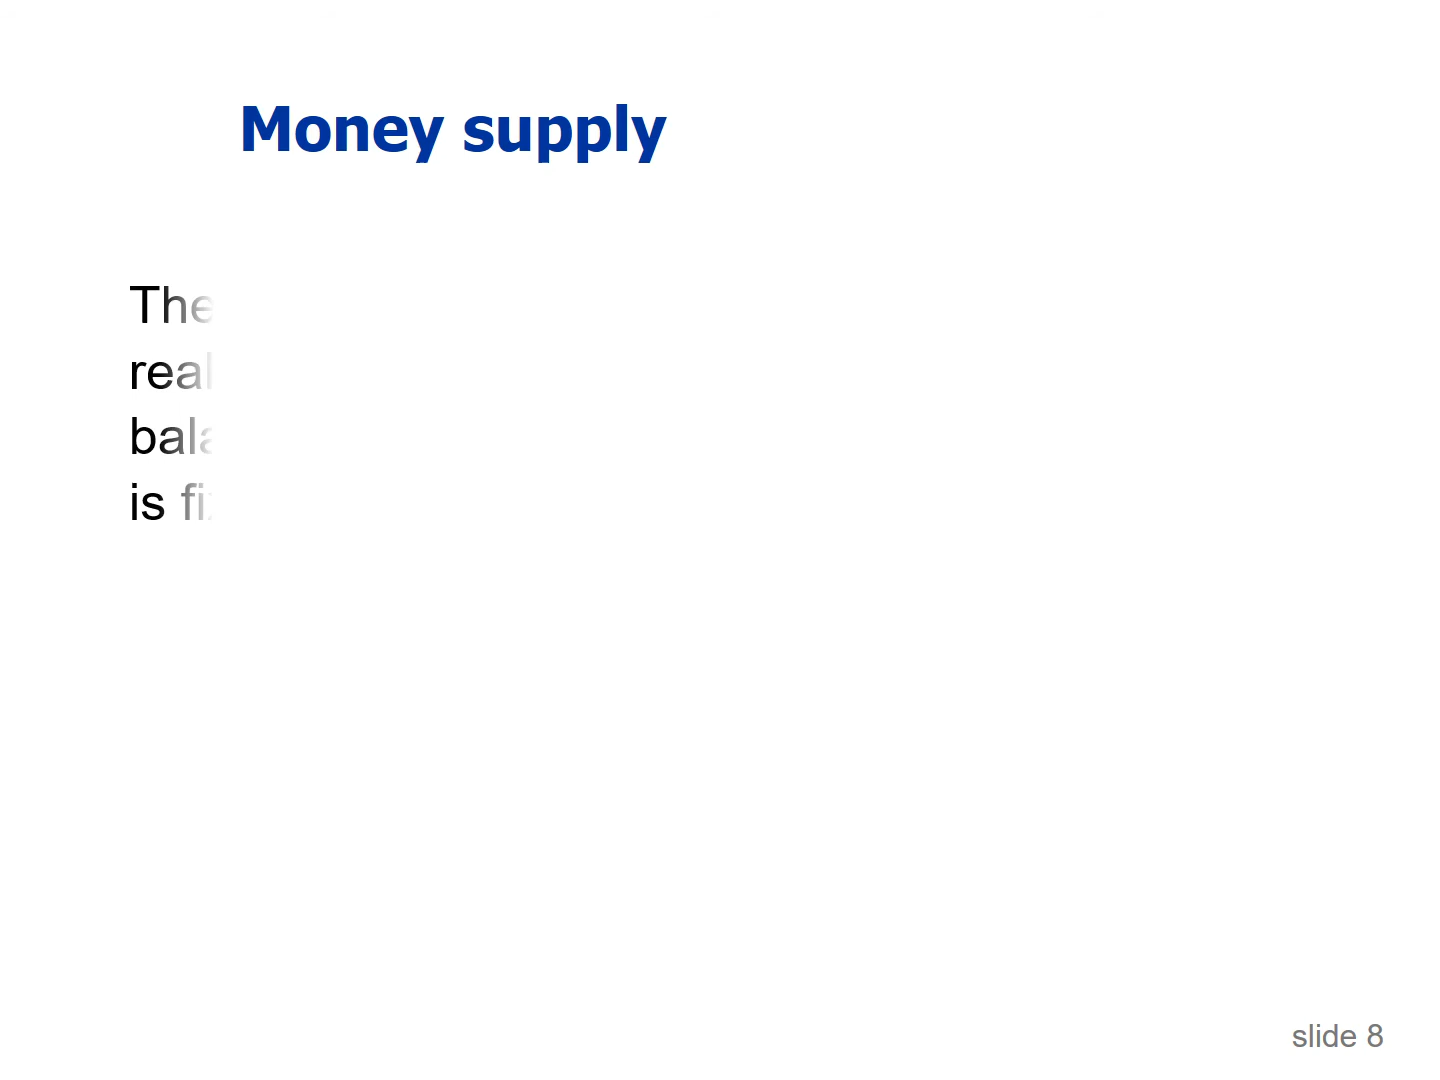 Money supply
The
real
bala
is fi
slide 8